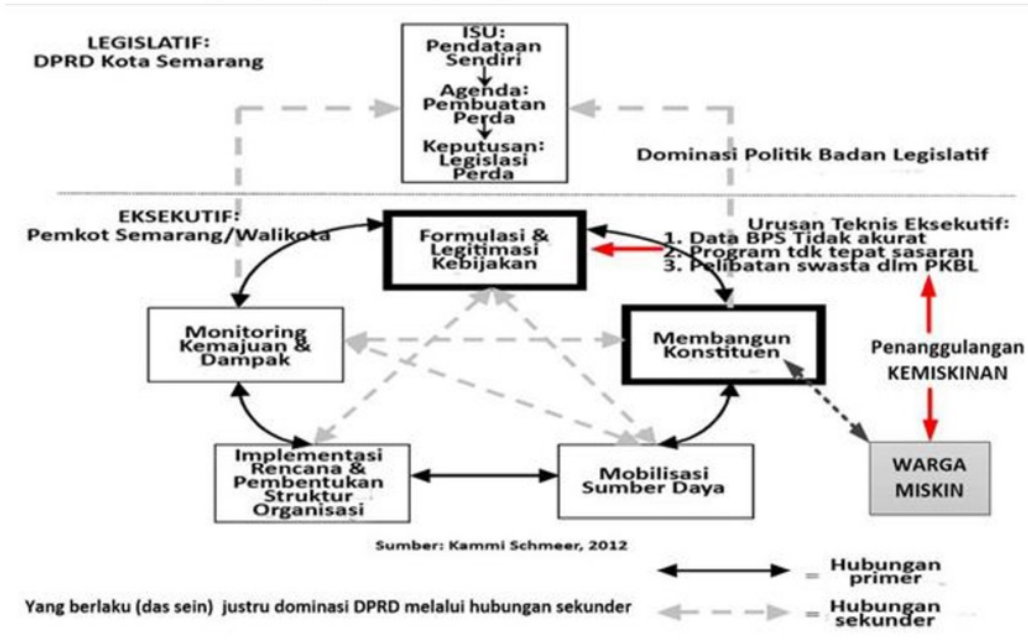 LEGISLATIF:
DPRD Kota Semarang
ISU:
Pendataan
Sendiri
Agenda:
Pembuatan
Perda
Keputusan:
Legislasi
Perda
Dominasi Politik Badan Legislatif
EKSEKUTIF:
Pemkot Semarang/Walikota
Formulasi &
Legitimasi
Kebijakan
Urusan Teknis Eksekutif:
1. Data BPS Tidak akurat
2. Program tdk tepat sasaran
3. Pelibatan swasta dlm PKBL
Monitoring
Kemajuan &
Dampak
Membangun
Konstituen
Penanggulangan
KEMISKINAN
Implementasi
Rencana &
Pembentukan
Struktur
Organisasi
Mobilisasi
Sumber Daya
WARGA
MISKIN
Sumber: Kammi Schmeer, 2012
= Hubungan
primer
Yang berlaku (das sein) justru dominasi DPRD melalui hubungan sekunder
= Hubungan
sekunder